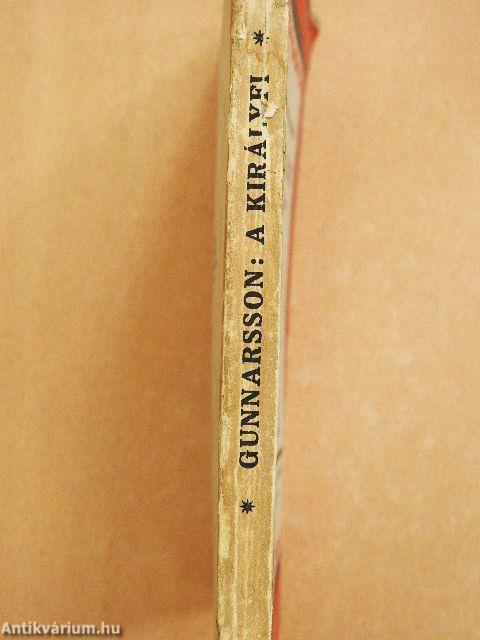 * GUNNARSSON: A KIRÁLYFI *
Antikvárium.hu